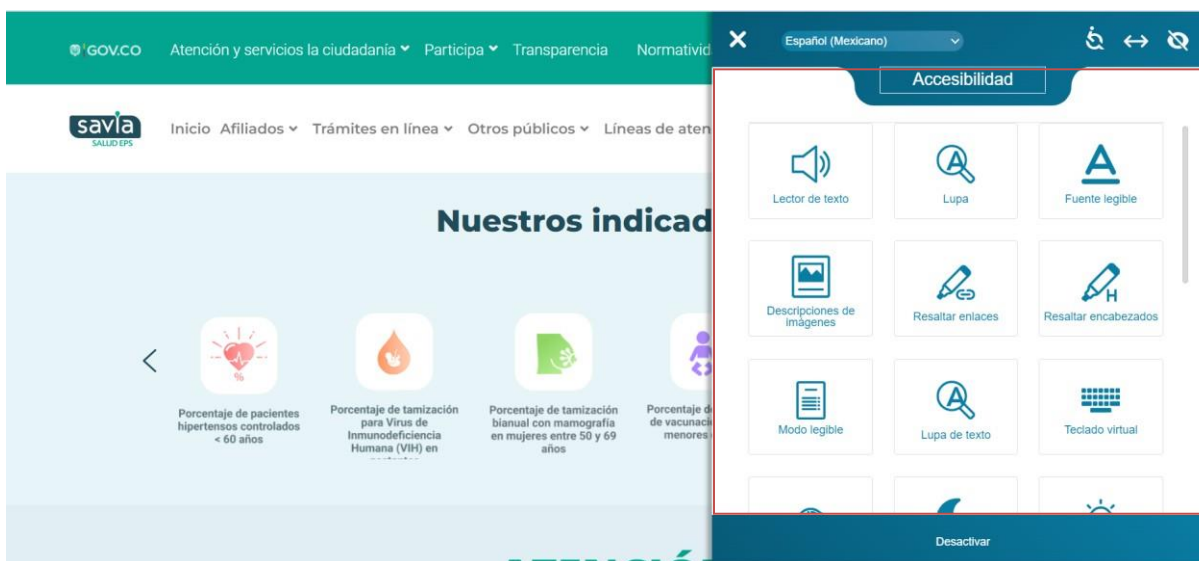 GOV.CO
Atención y servicios la ciudadanía
Participa
Transparencia
savia
SALUD EPS
Inicio
Afiliados
Trámites en línea
Otros públicos
Líneas de
Nuestros
Porcentaje de pacientes
hipertensos controlados
< 60 años
Porcentaje de tamización
para Virus de
Inmunodeficiencia
Humana (VIH) en
Porcentaje de tamización
bianual con mamografía
en mujeres entre 50 y 69
años
Porcentaje
de
menores
Español (Mexicano)
Accesibilidad
Lector de texto
Lupa
Fuente legible
Descripciones de
imágenes
Resaltar enlaces
Resaltar encabezados
Modo legible
Lupa de texto
Teclado virtual
Desactivar